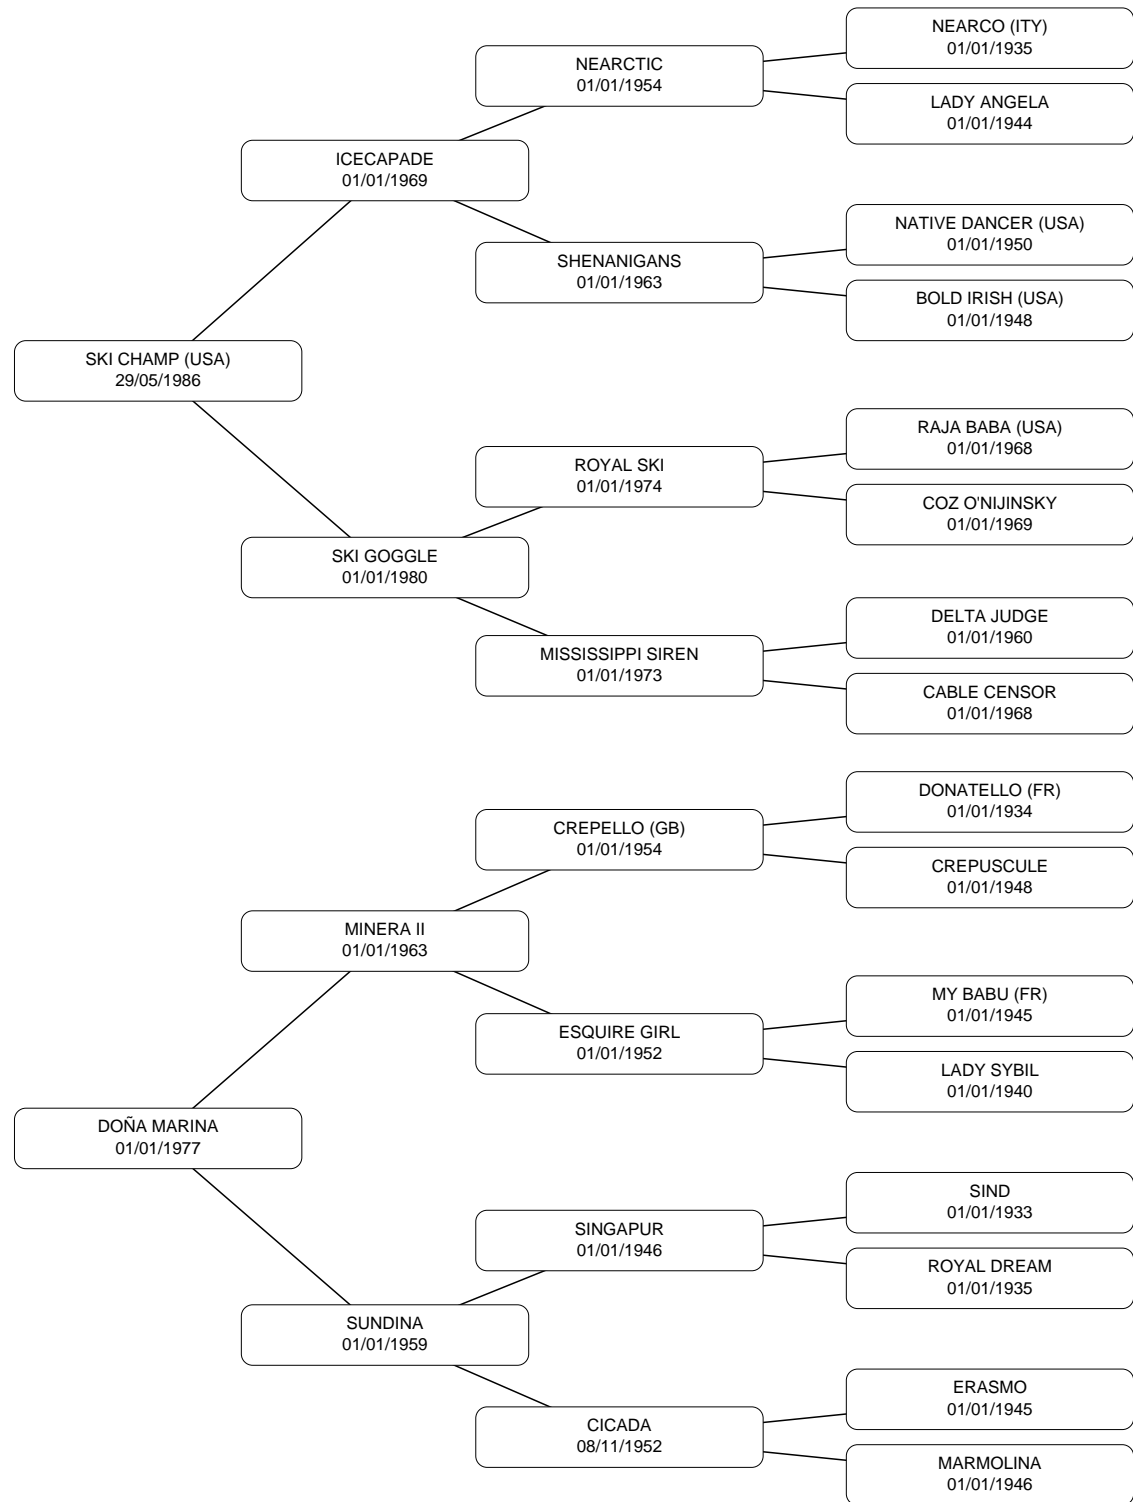 NEARCO (ITY)
01/01/1935
NEARCTIC
01/01/1954
LADY ANGELA
01/01/1944
ICECAPADE
01/01/1969
NATIVE DANCER (USA)
01/01/1950
SHENANIGANS
01/01/1963
BOLD IRISH (USA)
01/01/1948
SKI CHAMP (USA)
29/05/1986
RAJA BABA (USA)
01/01/1968
ROYAL SKI
01/01/1974
COZ O'NIJINSKY
01/01/1969
SKI GOGGLE
01/01/1980
DELTA JUDGE
01/01/1960
MISSISSIPPI SIREN
01/01/1973
CABLE CENSOR
01/01/1968
DONATELLO (FR)
01/01/1934
CREPELLO (GB)
01/01/1954
CREPUSCULE
01/01/1948
MINERA II
01/01/1963
MY BABU (FR)
01/01/1945
ESQUIRE GIRL
01/01/1952
LADY SYBIL
01/01/1940
DOÑA MARINA
01/01/1977
SIND
01/01/1933
SINGAPUR
01/01/1946
ROYAL DREAM
01/01/1935
SUNDINA
01/01/1959
ERASMO
01/01/1945
CICADA
08/11/1952
MARMOLINA
01/01/1946